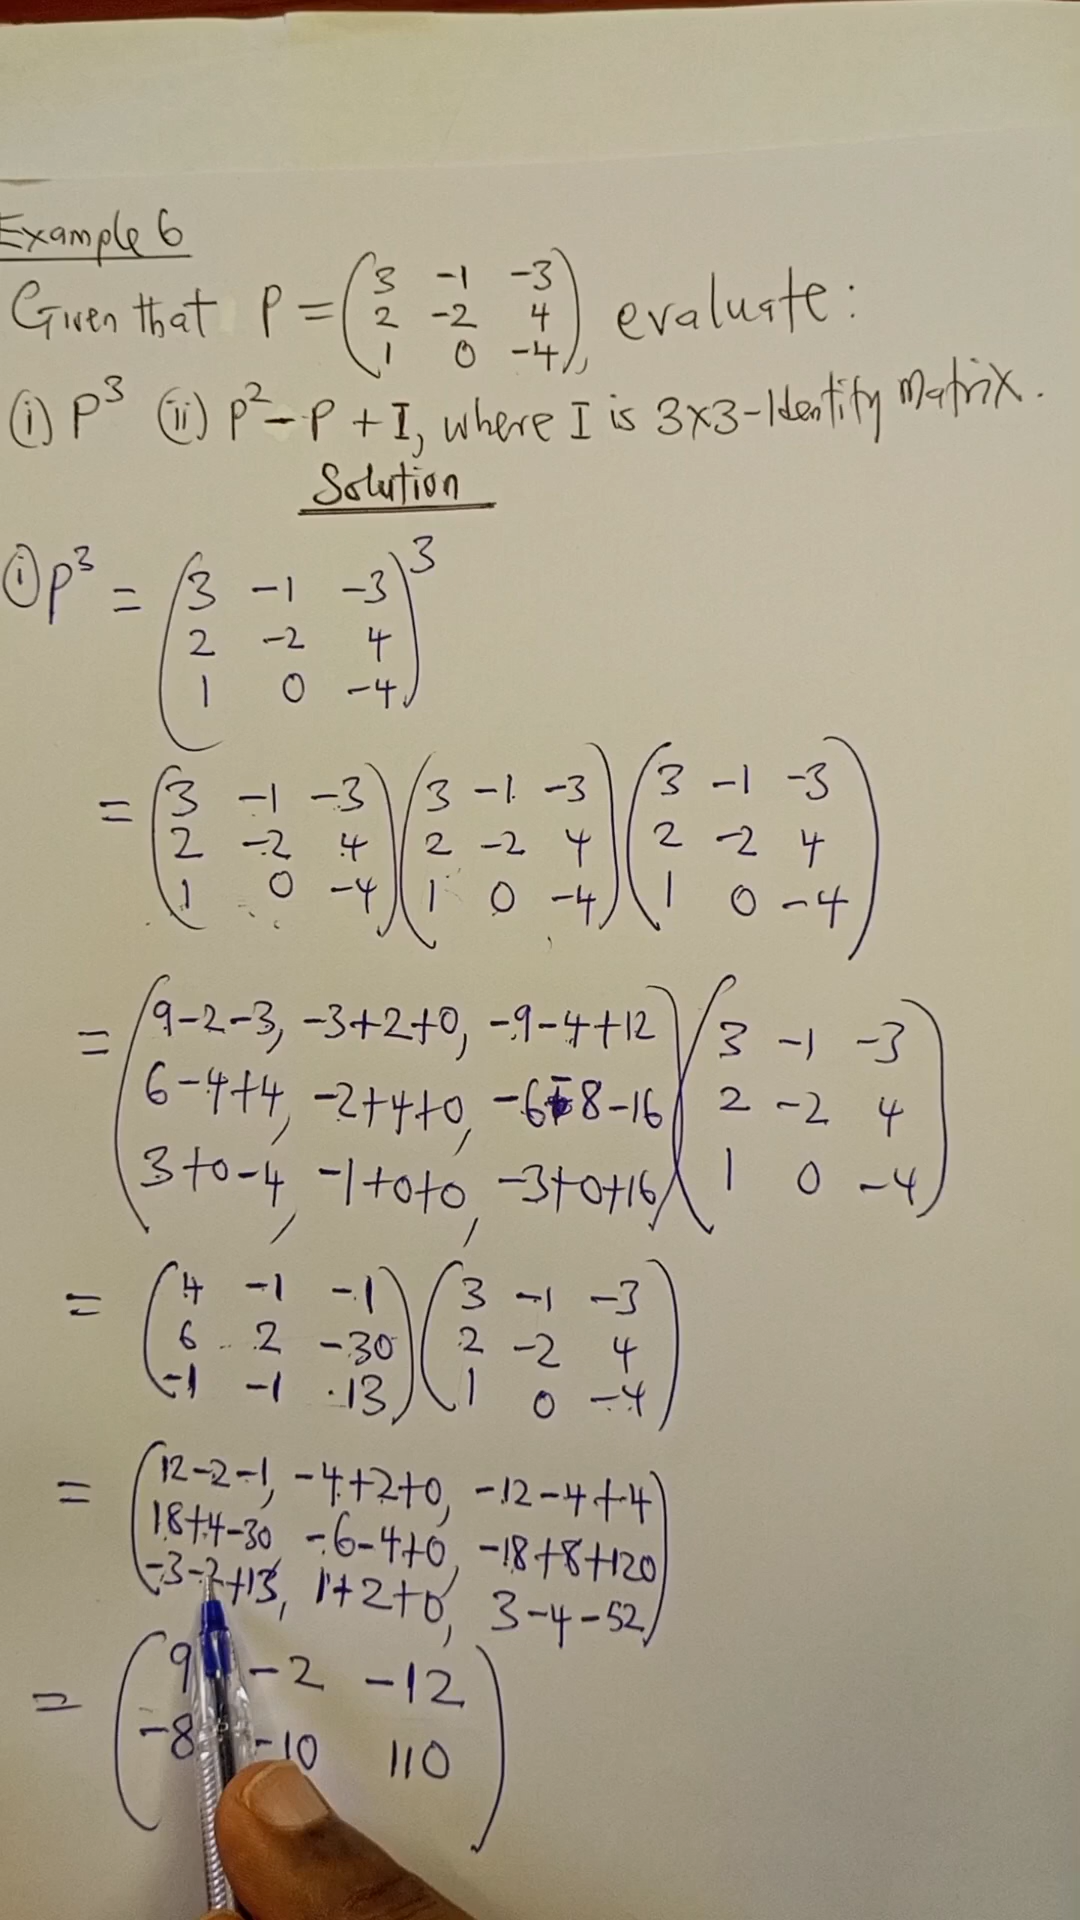 Example 6
Given that P = (3 -1 -3
2 -2 4
1 0 -4), evaluate:
(i) P³ (ii) P² - P + I, where I is 3×3-Identity Matrix.
Solution
(i) P³ = (3 -1 -3
2 -2 4
1 0 -4)³
= (3 -1 -3) (3 -1 -3) (3 -1 -3)
(2 -2 4) (2 -2 4) (2 -2 4)
(1 0 -4) (1 0 -4) (1 0 -4)
= (9-2-3, -3+2+0, -9-4+12) (3 -1 -3)
(6-4+4, -2+4+0, -6-8-16) (2 -2 4)
(3+0-4, -1+0+0, -3+0+16) (1 0 -4)
= (4 -1 -1) (3 -1 -3)
(6 2 -30) (2 -2 4)
(-1 -1 13) (1 0 -4)
= (12-2-1, -4+2+0, -12-4+4)
(18+4-30 -6-4+0, -18+8+120)
(-3-2+13, 1+2+0, 3-4-52)
= (9 -2 -12)
(-8 -10 110)